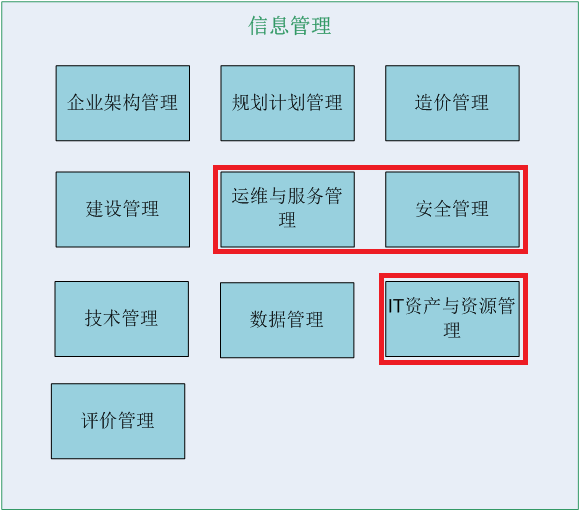 信息管理
企业架构管理
规划计划管理
造价管理
建设管理
运维与服务管
理
安全管理
技术管理
数据管理
IT资产与资源管
理
评价管理